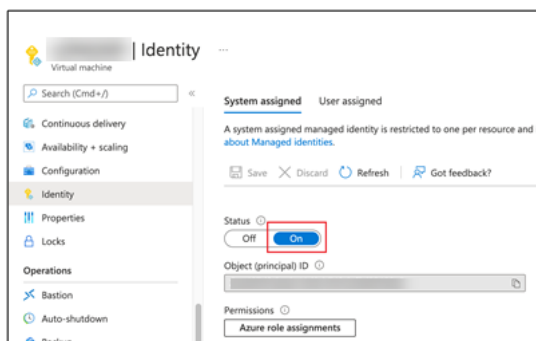 | Identity ...
Virtual machine
Search (Cmd+/)
«
Continuous delivery
Availability + scaling
Configuration
Identity
Properties
Locks
Operations
Bastion
Auto-shutdown
Backup
System assigned User assigned
A system assigned managed identity is restricted to one per resource and
about Managed identities.
Save Discard Refresh Got feedback?
Status
Off On
Object (principal) ID
Permissions
Azure role assignments